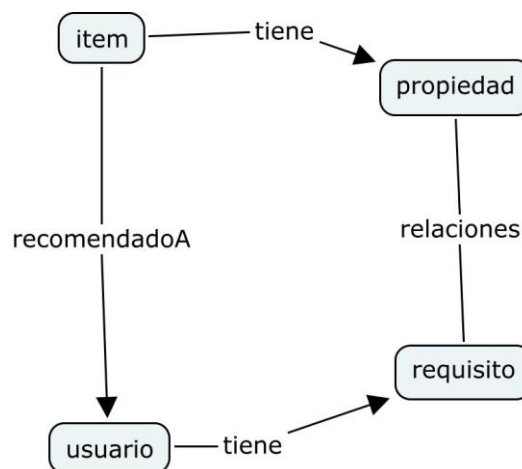 item
tiene
propiedad
recomendadoA
relaciones
requisito
usuario
tiene